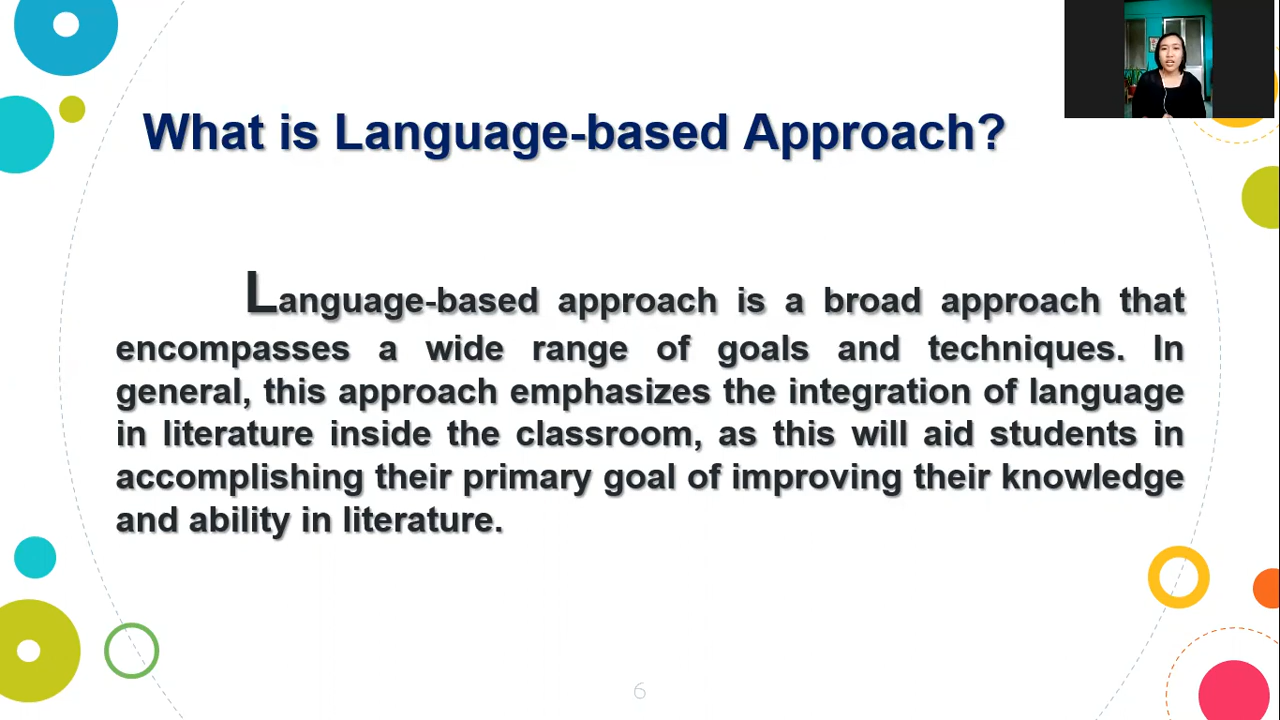 What is Language-based Approach?
Language-based approach is a broad approach that
encompasses a wide range of goals and techniques. In
general, this approach emphasizes the integration of language
in literature inside the classroom, as this will aid students in
accomplishing their primary goal of improving their knowledge
and ability in literature.
6